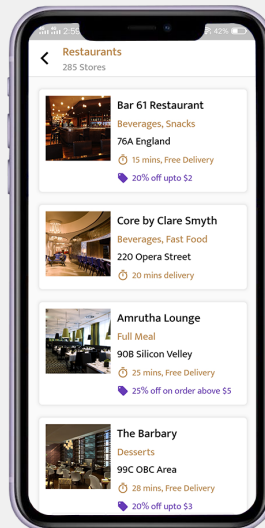 2:55 42%
Restaurants
285 Stores
Bar 61 Restaurant
Beverages, Snacks
76A England
15 mins, Free Delivery
20% off upto $2
Core by Clare Smyth
Beverages, Fast Food
220 Opera Street
20 mins delivery
Amrutha Lounge
Full Meal
90B Silicon Velley
25 mins, Free Delivery
25% off on order above $5
The Barbary
Desserts
99C OBC Area
28 mins, Free Delivery
20% off upto $3